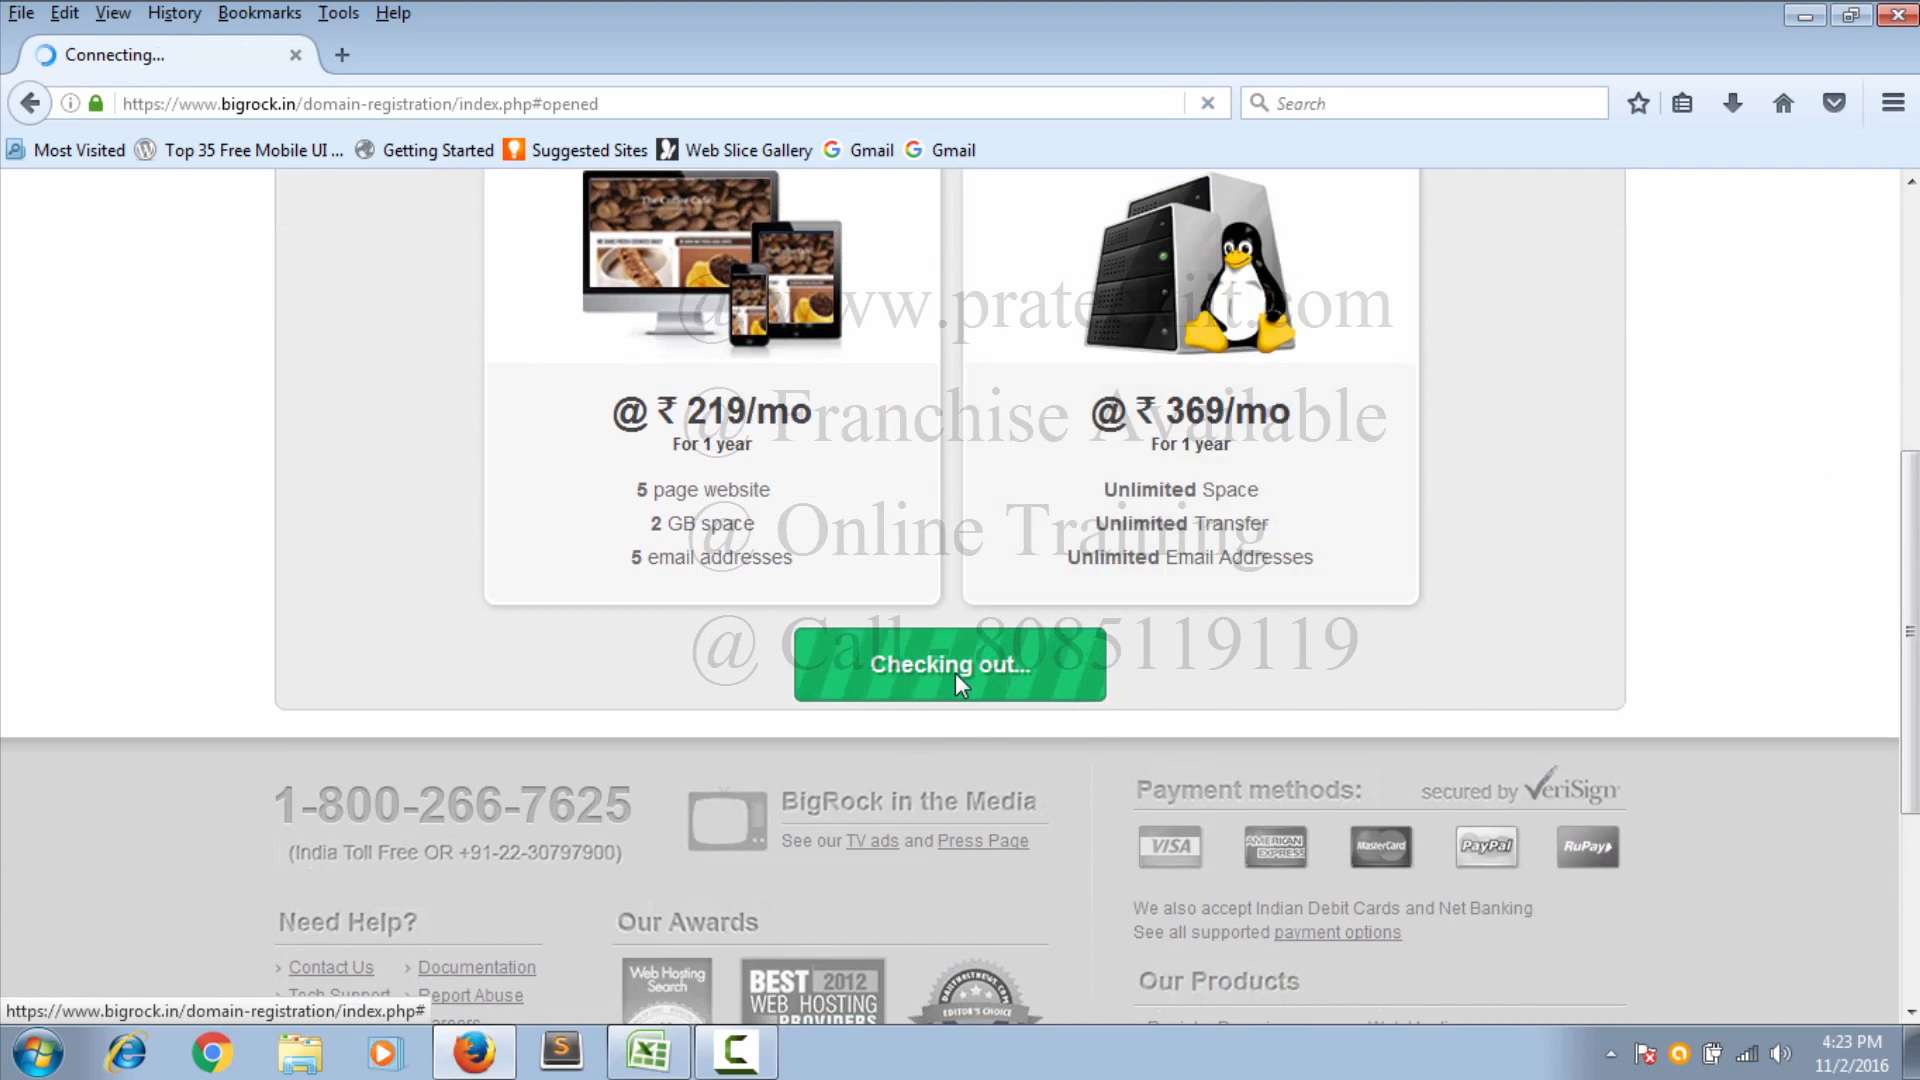 File Edit View History Bookmarks Tools Help
Connecting...
https://www.bigrock.in/domain-registration/index.php#opened
Search
Most Visited Top 35 Free Mobile UI ... Getting Started Suggested Sites Web Slice Gallery Gmail Gmail
The Coffee Cafe
@ ₹ 219/mo
For 1 year
5 page website
2 GB space
5 email addresses
@ ₹ 369/mo
For 1 year
Unlimited Space
Unlimited Transfer
Unlimited Email Addresses
@ Franchise Available
@ Online Training
@ Call - 8085119119
Checking out...
1-800-266-7625
(India Toll Free OR +91-22-30797900)
BigRock in the Media
See our TV ads and Press Page
Payment methods:
secured by VeriSign
VISA
AMERICAN EXPRESS
MasterCard
PayPal
RuPay
We also accept Indian Debit Cards and Net Banking
See all supported payment options
Need Help?
Contact Us
Documentation
Report Abuse
Our Awards
Web Hosting
Search
BEST 2012
WEB HOSTING
PROVIDERS
EDITOR'S CHOICE
Our Products
https://www.bigrock.in/domain-registration/index.php#
4:23 PM
11/2/2016